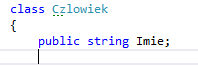 class Czlowiek
{
public string Imie;